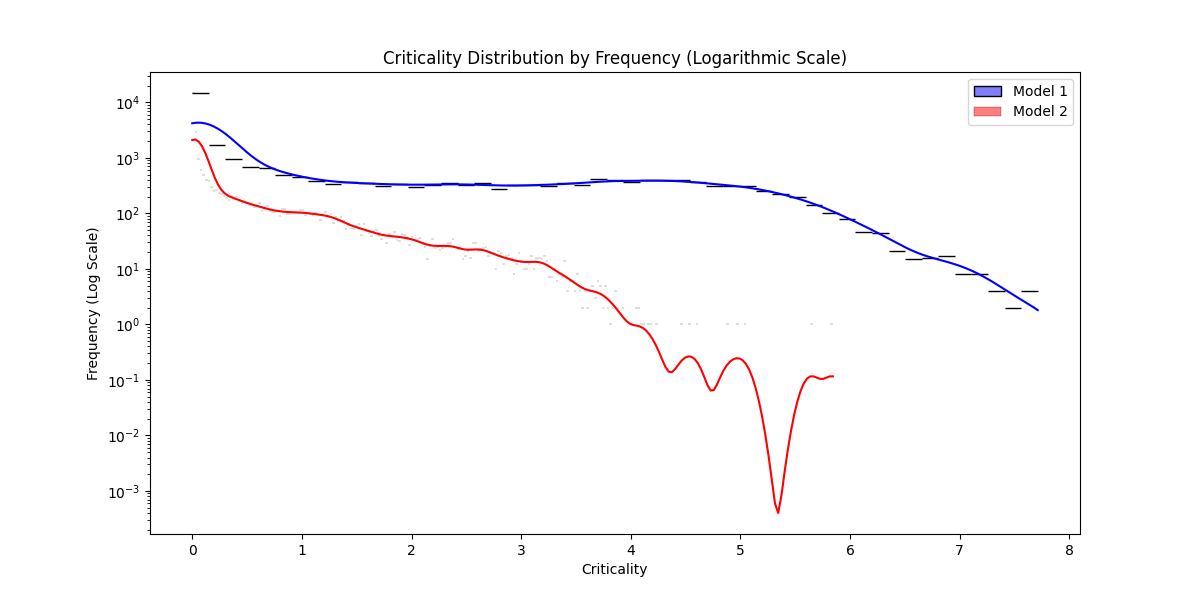 Criticality Distribution by Frequency (Logarithmic Scale)
Model 1
Model 2
Frequency (Log Scale)
10⁴
10³
10²
10¹
10⁰
10⁻¹
10⁻²
10⁻³
0 1 2 3 4 5 6 7 8
Criticality